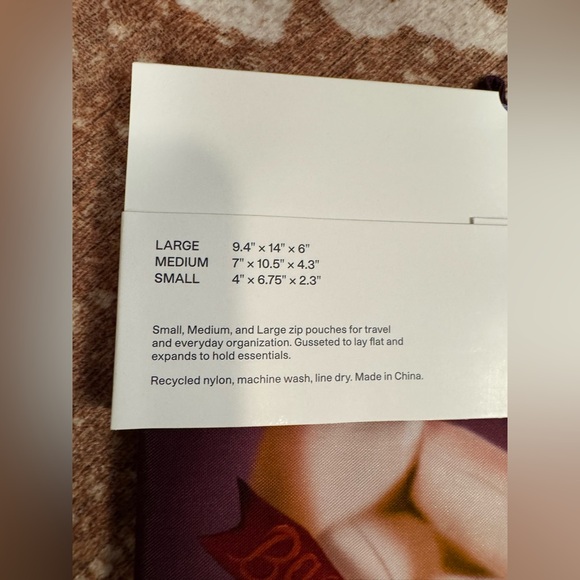 LARGE 9.4" × 14" × 6"
MEDIUM 7" × 10.5" × 4.3"
SMALL 4" × 6.75" × 2.3"
Small, Medium, and Large zip pouches for travel
and everyday organization. Gusseted to lay flat and
expands to hold essentials.
Recycled nylon, machine wash, line dry. Made in China.